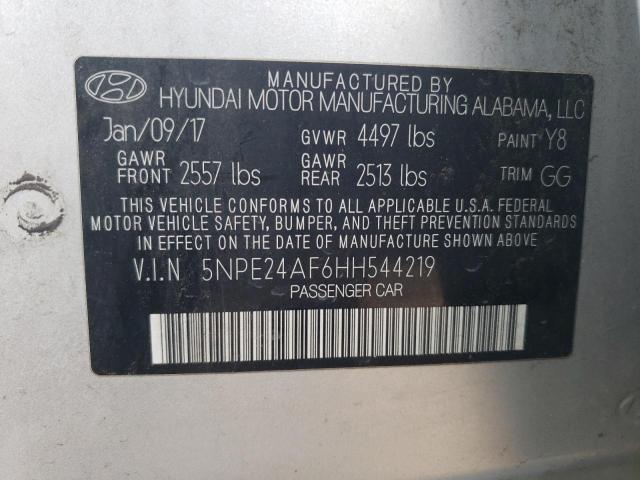 MANUFACTURED BY
HYUNDAI MOTOR MANUFACTURING ALABAMA, LLC
Jan/09/17 GVWR 4497 lbs PAINT Y8
GAWR FRONT 2557 lbs GAWR REAR 2513 lbs TRIM GG
THIS VEHICLE CONFORMS TO ALL APPLICABLE U.S.A. FEDERAL
MOTOR VEHICLE SAFETY, BUMPER, AND THEFT PREVENTION STANDARDS
IN EFFECT ON THE DATE OF MANUFACTURE SHOWN ABOVE.
V.I.N 5NPE24AF6HH544219
PASSENGER CAR